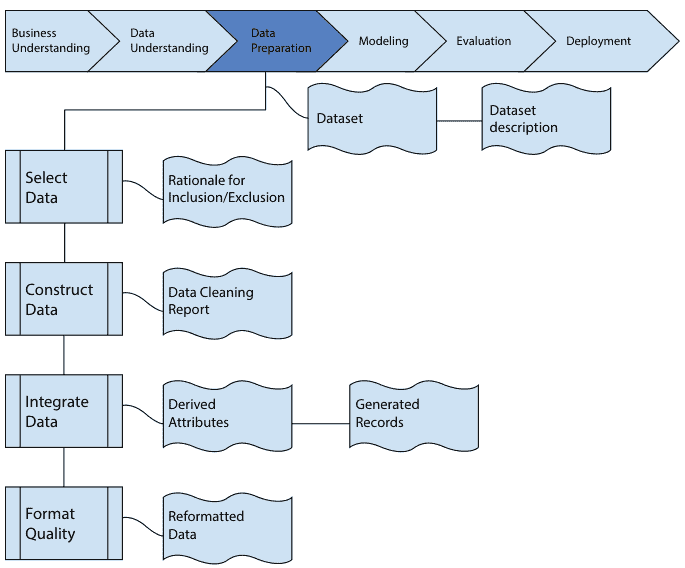 Business
Understanding
Data
Understanding
Data
Preparation
Modeling
Evaluation
Deployment
Dataset
Dataset
description
Select
Data
Rationale for
Inclusion/Exclusion
Construct
Data
Data Cleaning
Report
Integrate
Data
Derived
Attributes
Generated
Records
Format
Quality
Reformatted
Data